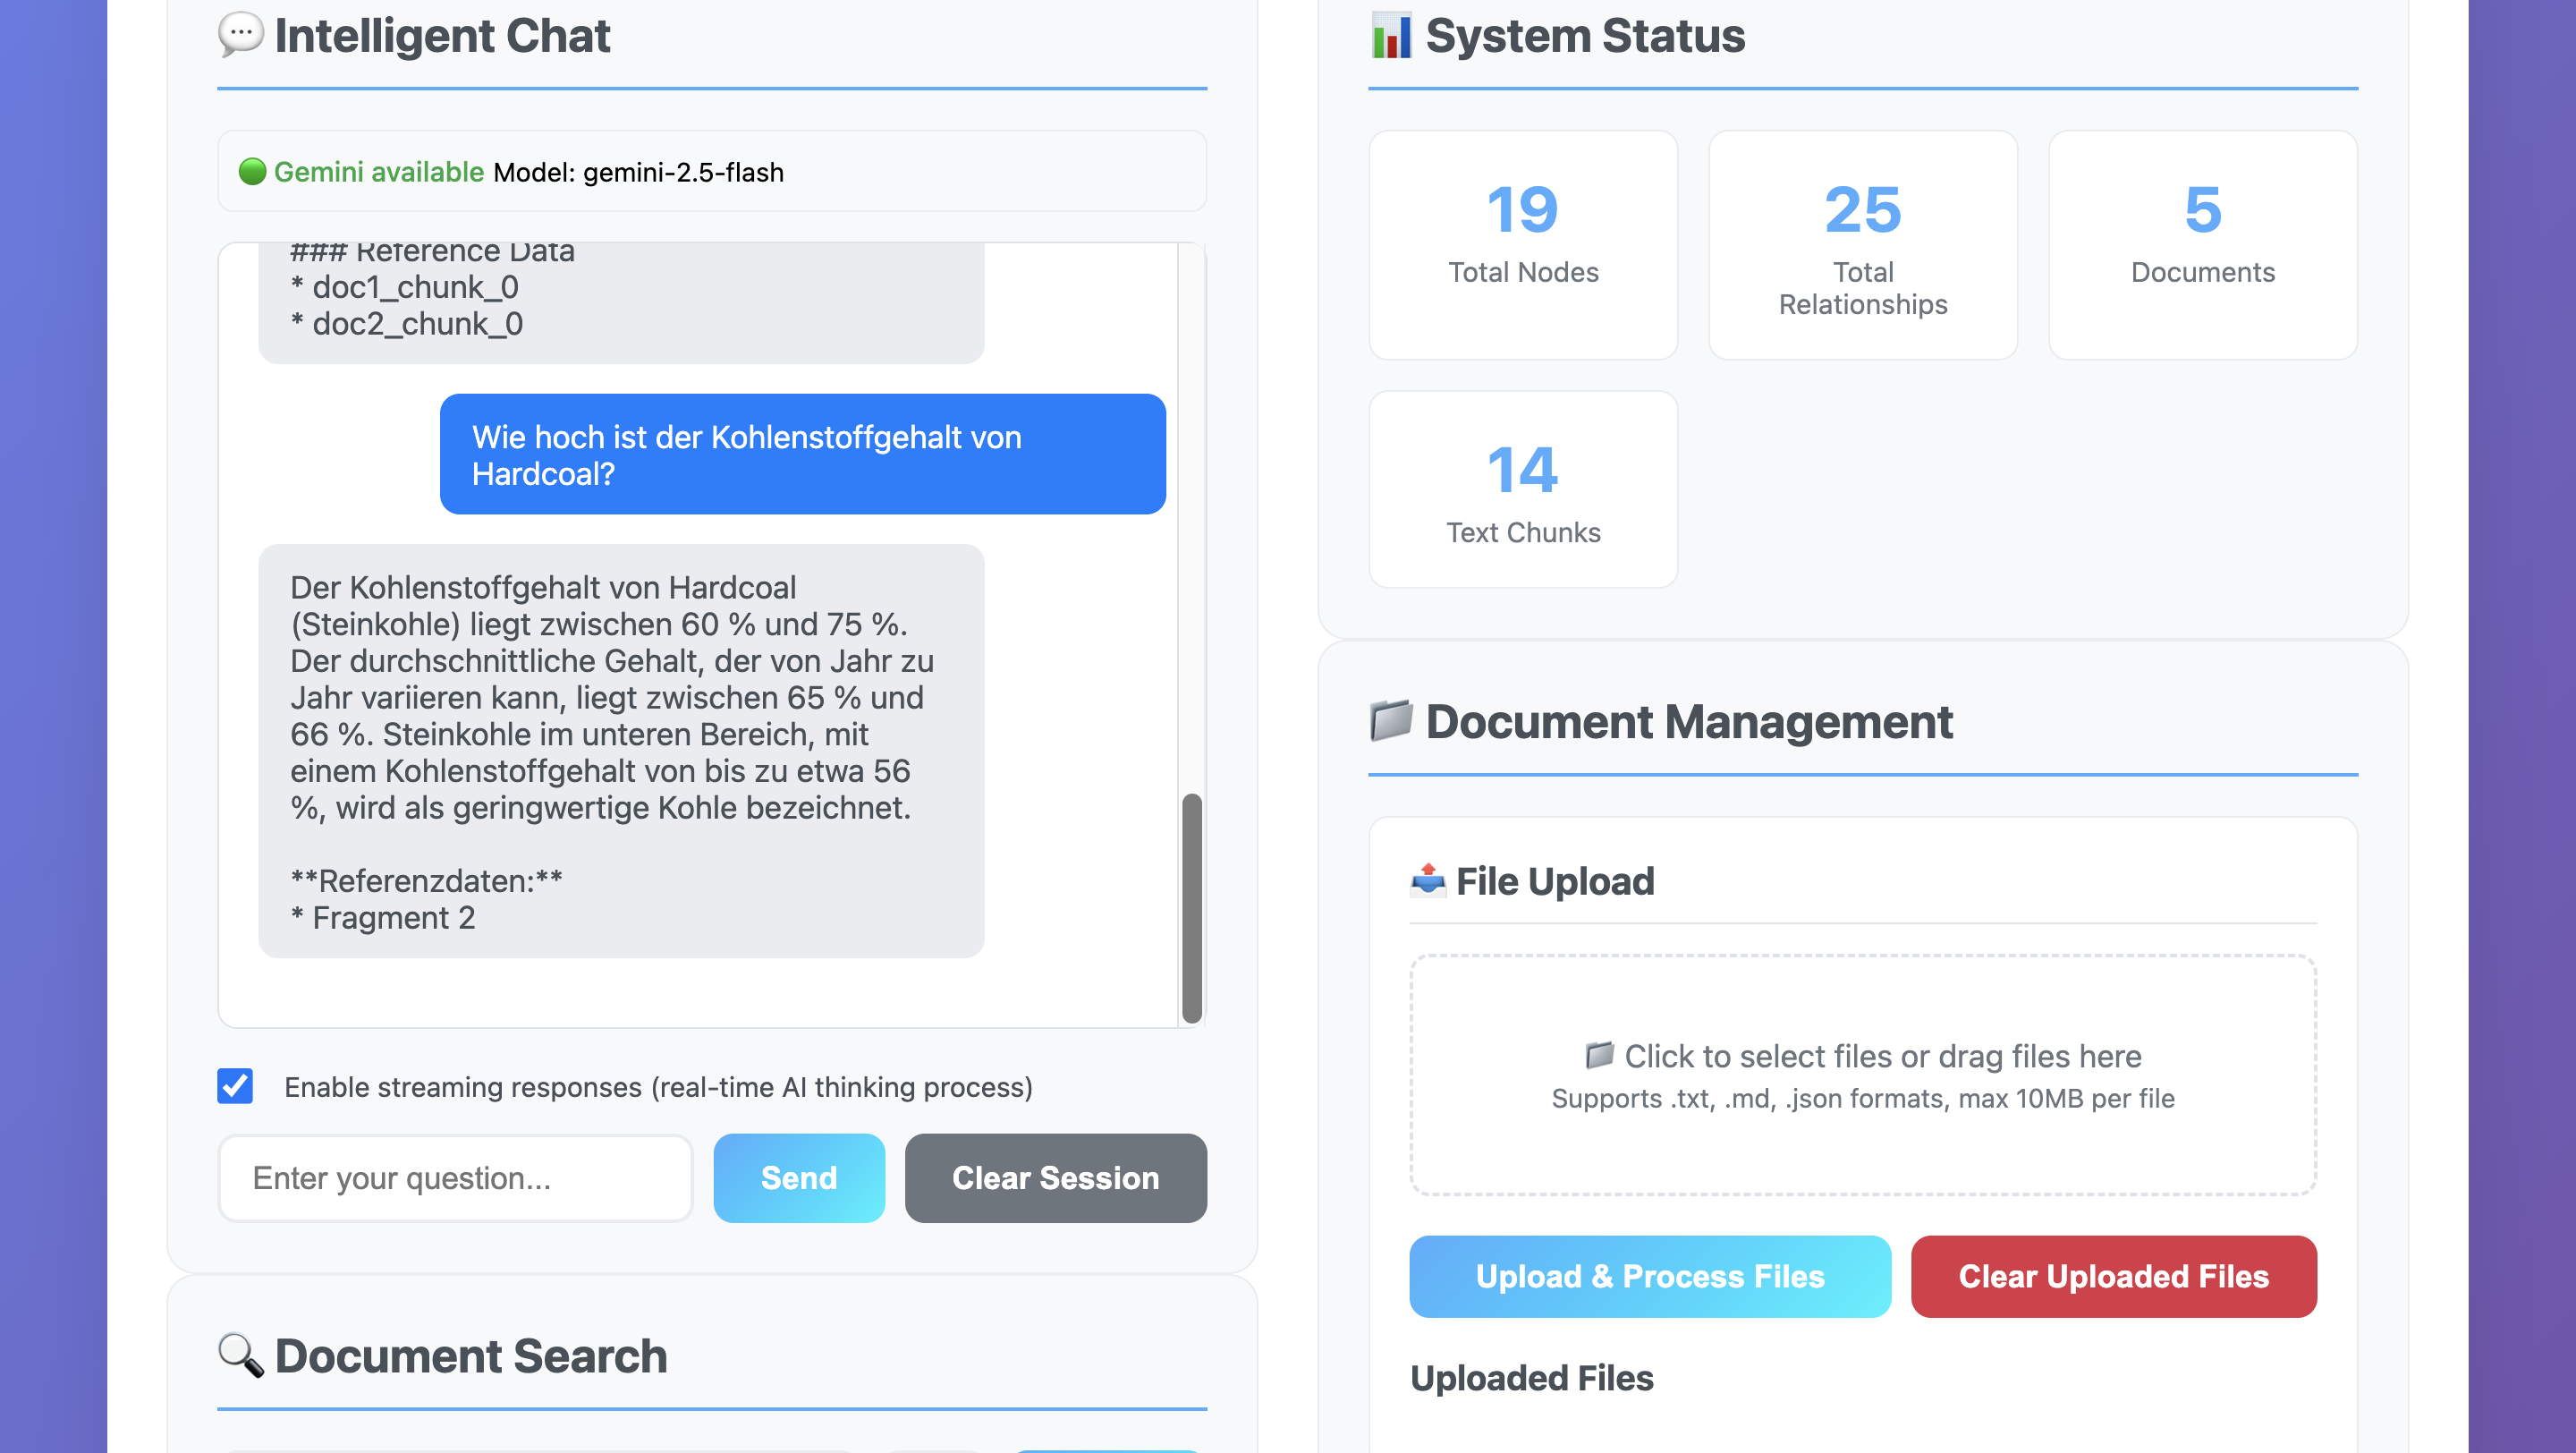 Intelligent Chat
Gemini available Model: gemini-2.5-flash
### Reference Data
* doc1_chunk_0
* doc2_chunk_0
Wie hoch ist der Kohlenstoffgehalt von
Hardcoal?
Der Kohlenstoffgehalt von Hardcoal
(Steinkohle) liegt zwischen 60 % und 75 %.
Der durchschnittliche Gehalt, der von Jahr zu
Jahr variieren kann, liegt zwischen 65 % und
66 %. Steinkohle im unteren Bereich, mit
einem Kohlenstoffgehalt von bis zu etwa 56
%, wird als geringwertige Kohle bezeichnet.
**Referenzdaten:**
* Fragment 2
Enable streaming responses (real-time AI thinking process)
Enter your question...
Send
Clear Session
Document Search
System Status
19
Total Nodes
25
Total
Relationships
5
Documents
14
Text Chunks
Document Management
File Upload
Click to select files or drag files here
Supports .txt, .md, .json formats, max 10MB per file
Upload & Process Files
Clear Uploaded Files
Uploaded Files